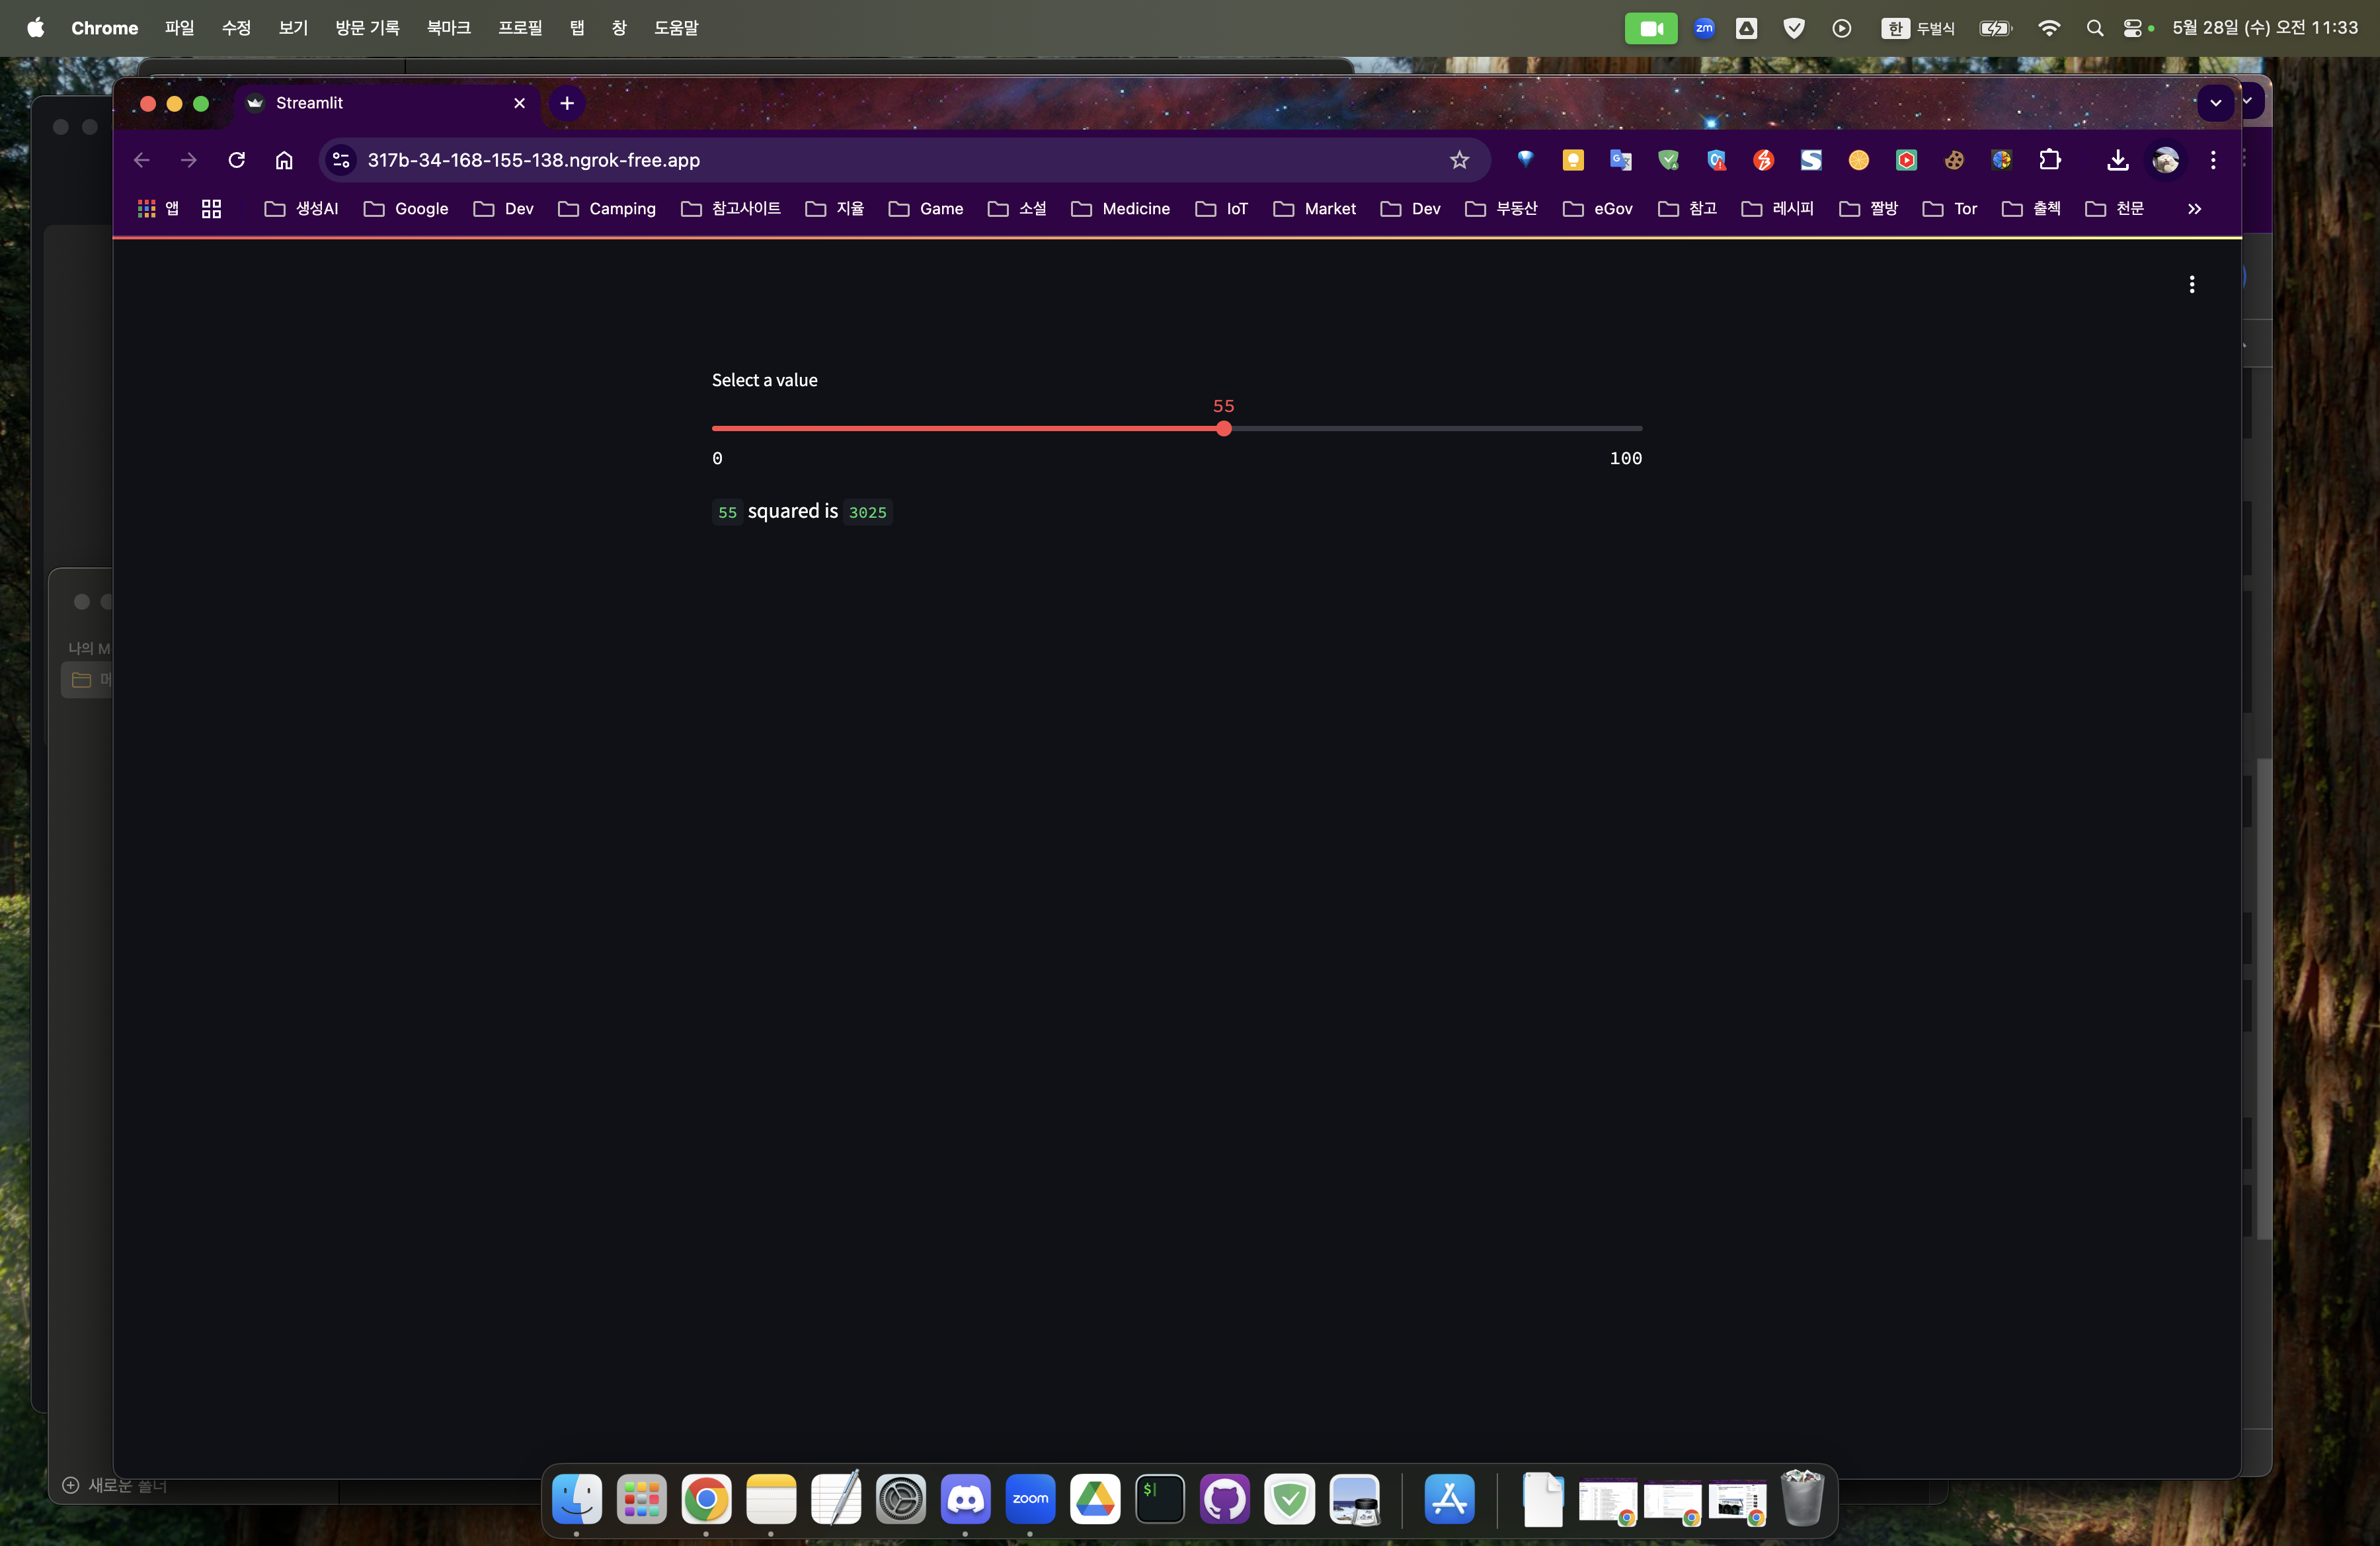 Chrome 파일 수정 보기 방문 기록 북마크 프로필 탭 창 도움말 zm 한 두벌식 5월 28일 (수) 오전 11:33
Streamlit
317b-34-168-155-138.ngrok-free.app
앱 생성AI Google Dev Camping 참고사이트 지율 Game 소설 Medicine IoT Market Dev 부동산 eGov 참고 레시피 짤방 Tor 출첵 천문
Select a value
55
0 100
55 squared is 3025
나의 M
새로운 폴더
$
zoom